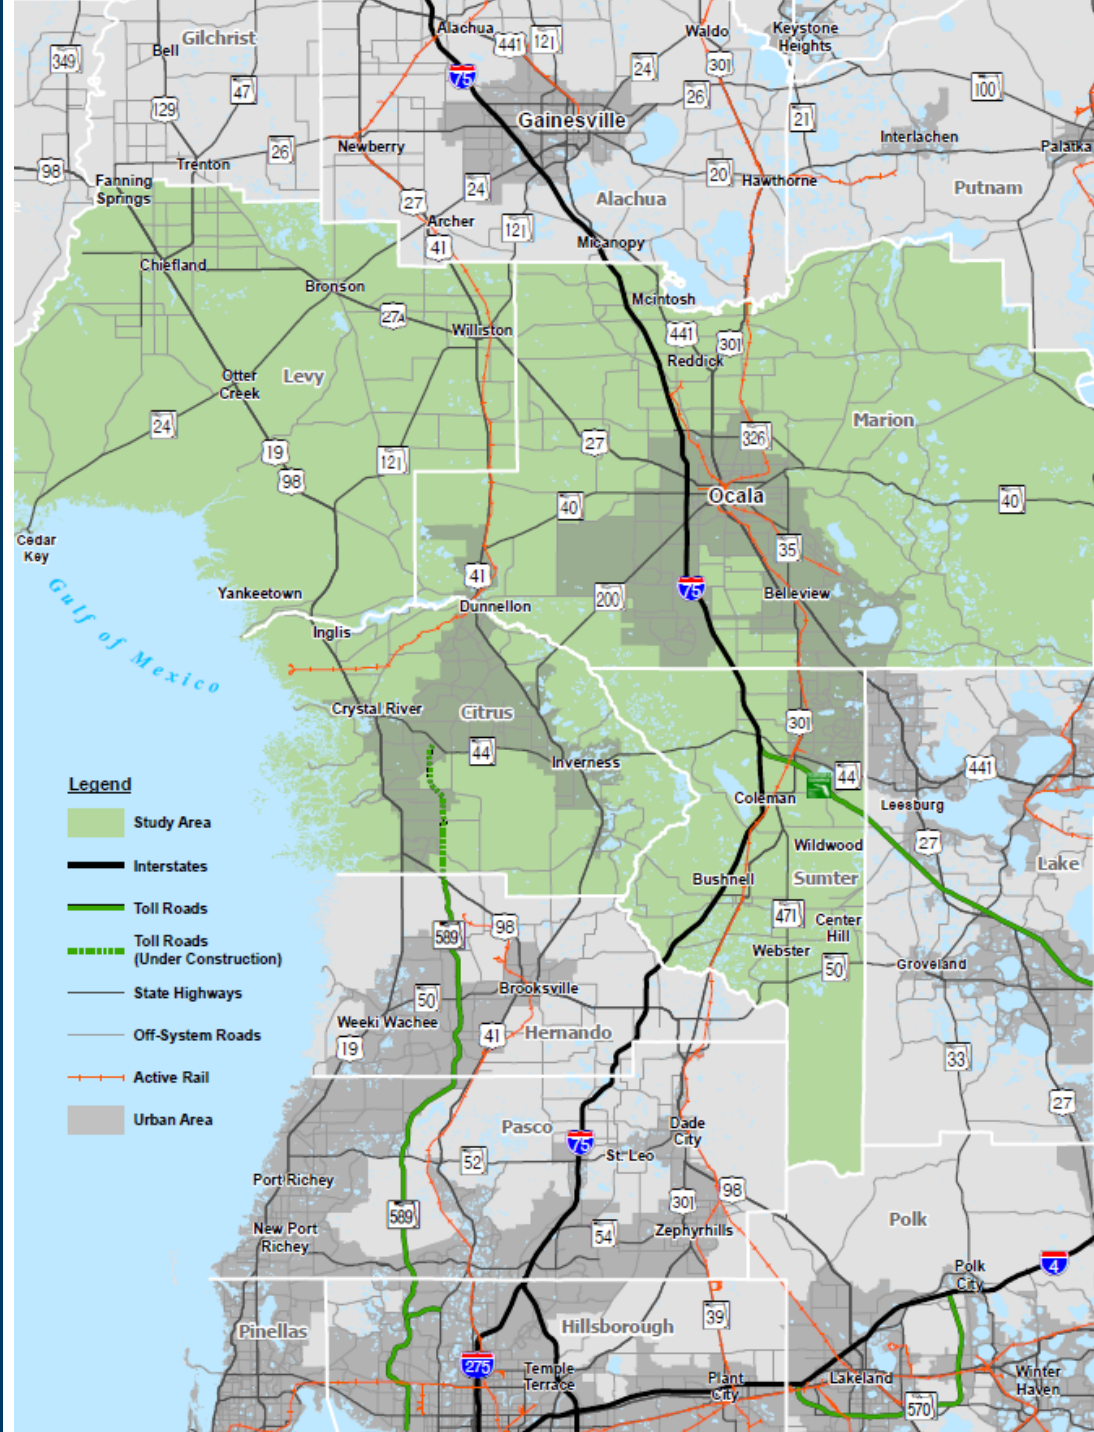 Alachua
441
121
Waldo
Keystone
Heights
Gilchrist
Bell
349
75
24
301
47
129
26
100
21
Gainesville
Interlachen
Palatka
Newberry
26
Trenton
98
Fanning
Springs
24
20
Hawthorne
Putnam
27
Alachua
Archer
121
41
Micanopy
Chiefland
Bronson
Mcintosh
27A
Williston
441
301
Reddick
Otter
Creek
Levy
Marion
24
19
27
326
121
98
Ocala
40
40
Cedar
Key
35
41
75
Gulf of Mexico
Yankeetown
200
Belleview
Dunnellon
Inglis
Crystal River
Citrus
301
44
Inverness
441
44
Coleman
Leesburg
Legend
Study Area
Wildwood
27
Interstates
Lake
Bushnell
Sumter
Toll Roads
471
Center
Hill
589
98
Toll Roads
(Under Construction)
Webster
50
Groveland
State Highways
Brooksville
50
Weeki Wachee
Off-System Roads
41
Hernando
19
33
Active Rail
27
Urban Area
Pasco
Dade
City
75
St. Leo
52
Port Richey
301
98
589
New Port
Richey
54
Zephyrhills
Polk
Polk
City
4
39
Pinellas
Hillsborough
275
Temple
Terrace
Plant
City
Lakeland
Winter
Haven
570